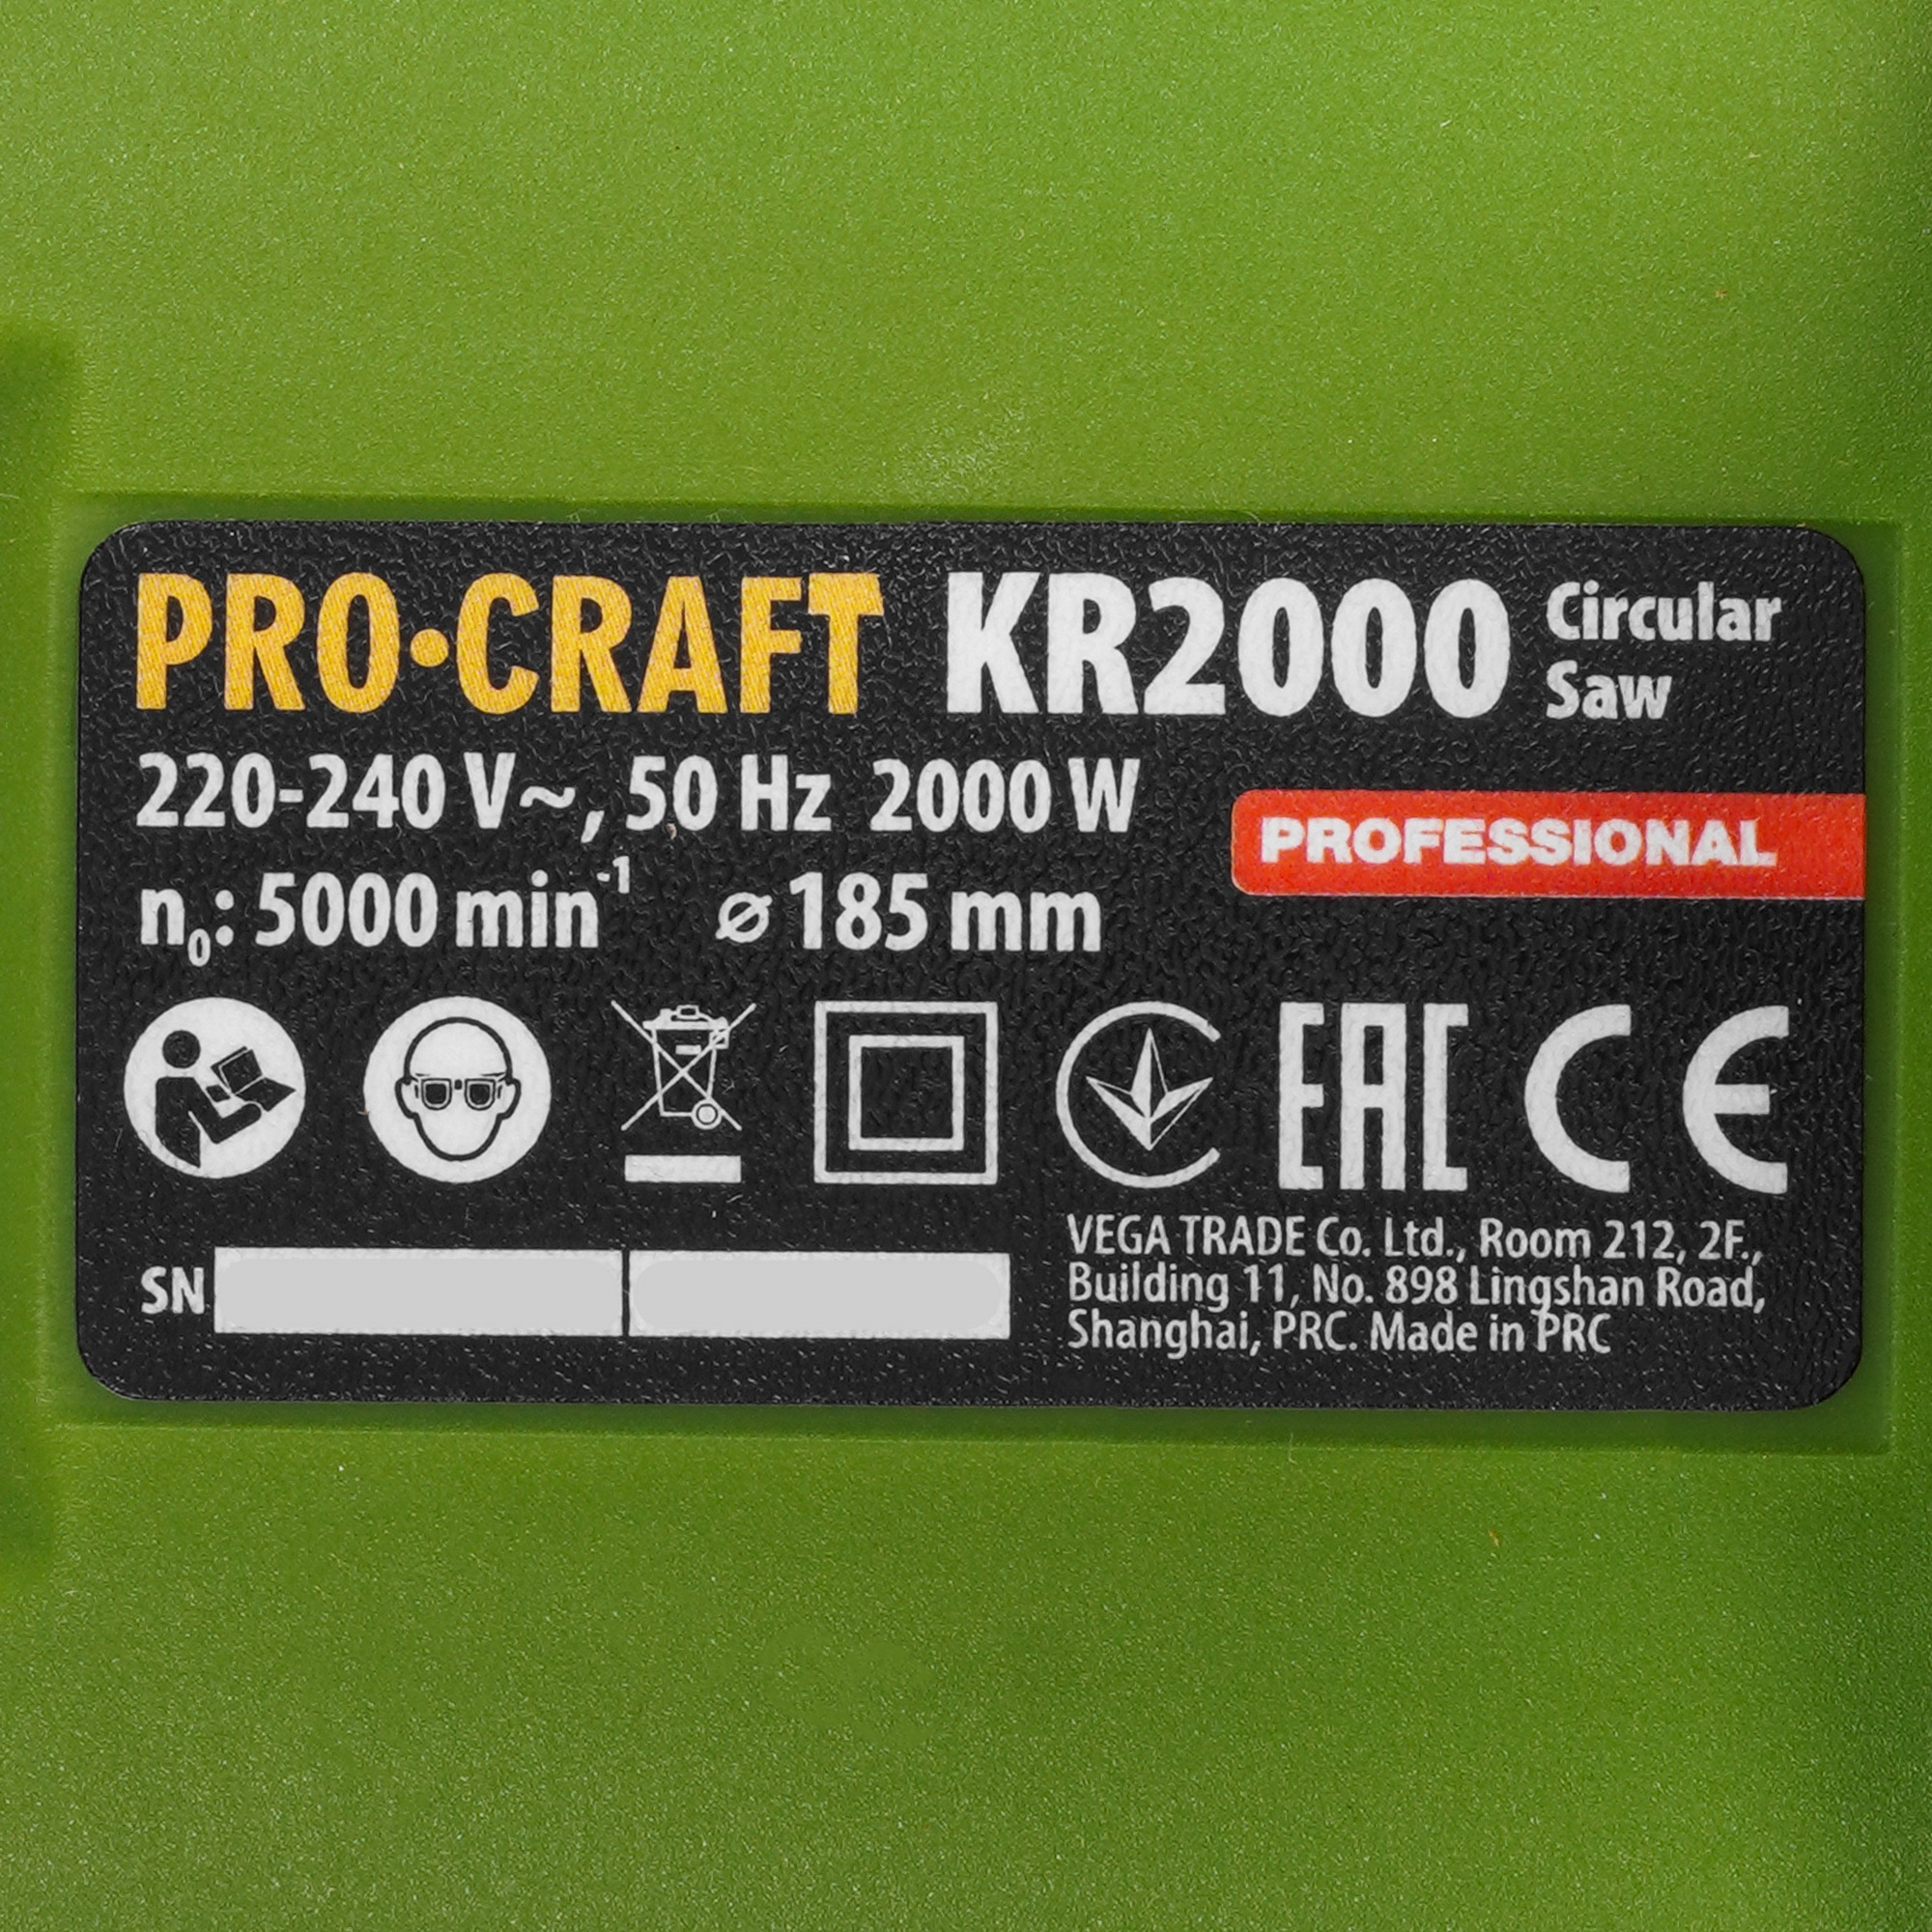 PRO·CRAFT KR2000 Circular Saw
220-240 V~, 50 Hz 2000 W
PROFESSIONAL
n₀: 5000 min⁻¹ ⌀ 185 mm
EAC CE
SN
VEGA TRADE Co. Ltd., Room 212, 2F.,
Building 11, No. 898 Lingshan Road,
Shanghai, PRC. Made in PRC